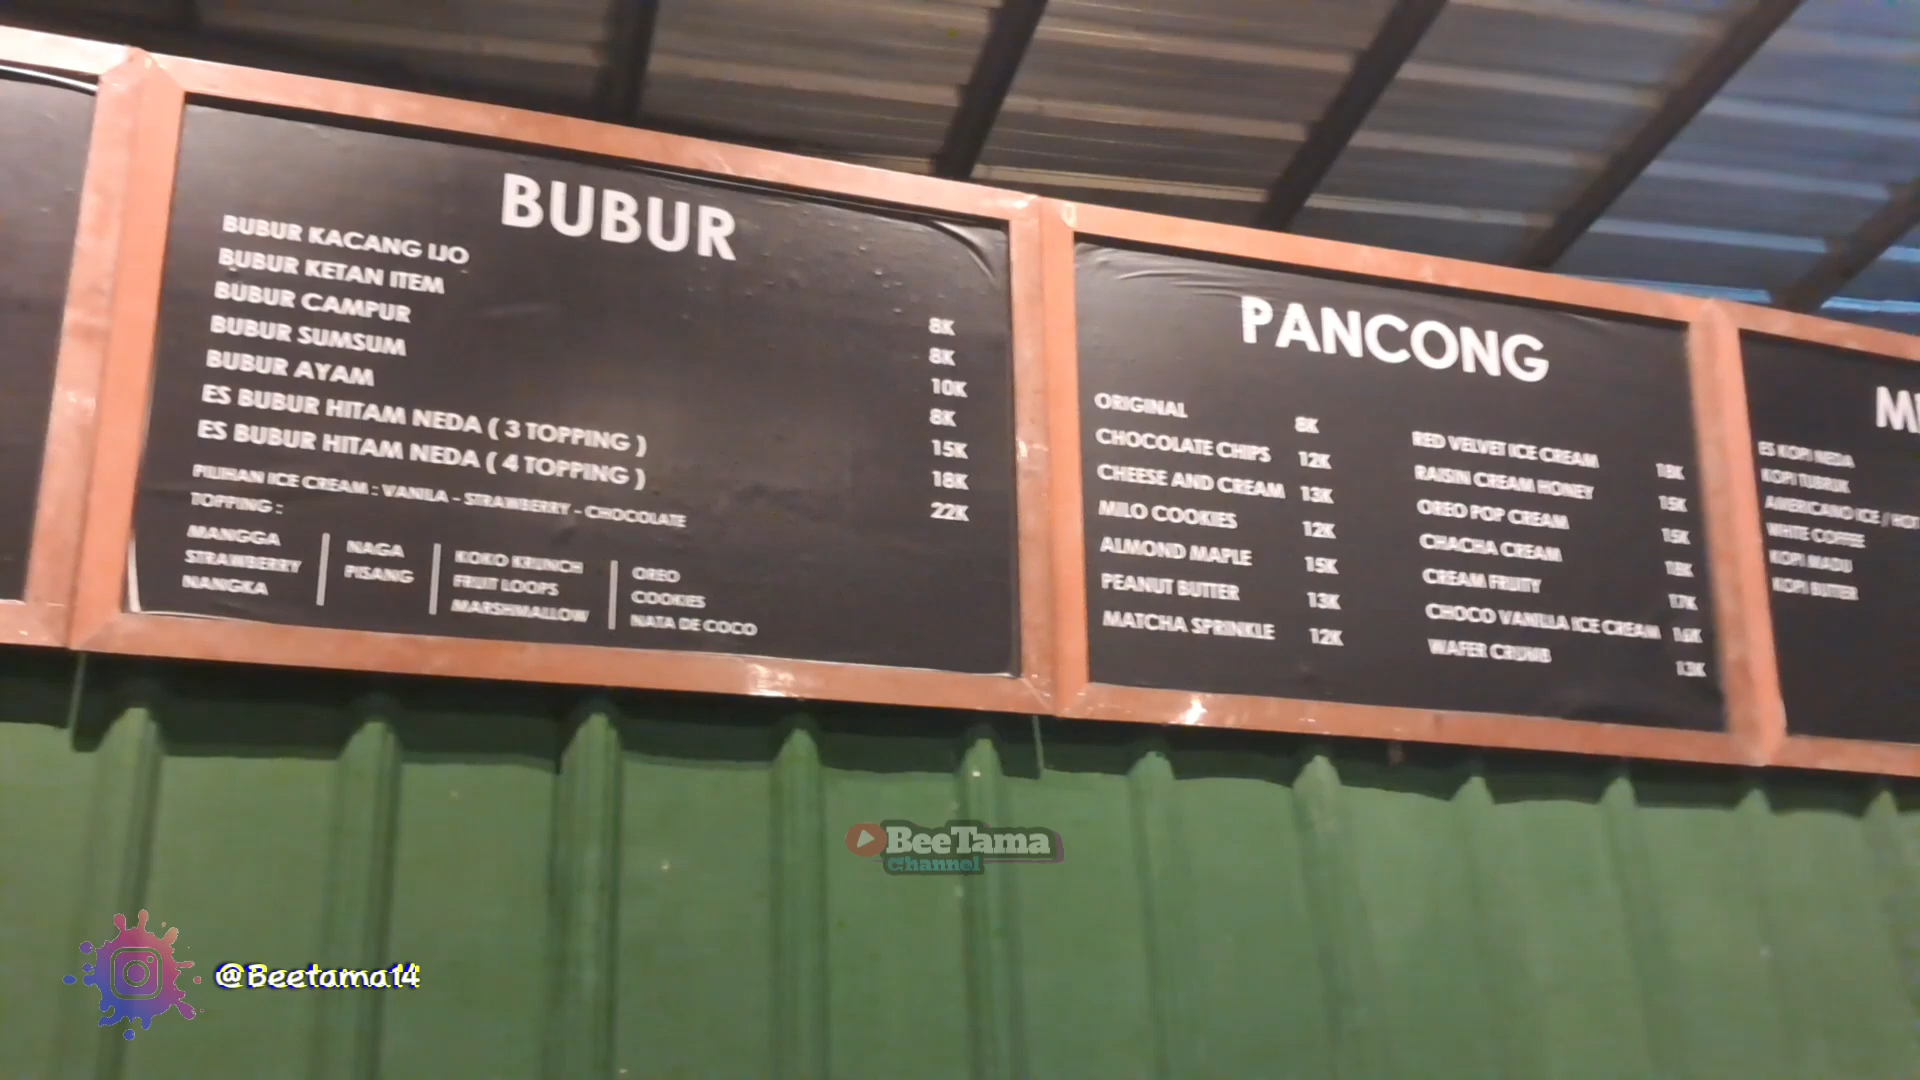 BUBUR
BUBUR KACANG IJO 8K
BUBUR KETAN ITEM 8K
BUBUR CAMPUR 10K
BUBUR SUMSUM 8K
BUBUR AYAM 15K
ES BUBUR HITAM NEDA ( 3 TOPPING ) 18K
ES BUBUR HITAM NEDA ( 4 TOPPING ) 22K
PILIHAN ICE CREAM : VANILA - STRAWBERRY - CHOCOLATE
TOPPING :
MANGGA
STRAWBERRY
NANGKA
NAGA
PISANG
KOKO KRUNCH
FRUIT LOOPS
MARSHMALLOW
OREO
COOKIES
NATA DE COCO
PANCONG
ORIGINAL 8K
CHOCOLATE CHIPS 12K
CHEESE AND CREAM 13K
MILO COOKIES 12K
ALMOND MAPLE 15K
PEANUT BUTTER 13K
MATCHA SPRINKLE 12K
RED VELVET ICE CREAM 18K
RAISIN CREAM HONEY 15K
OREO POP CREAM 15K
CHACHA CREAM 18K
CREAM FRUITY 17K
CHOCO VANILLA ICE CREAM 16K
WAFER CRUMB 13K
ES KOPI NEDA
KOPI TUBRUK
AMERICANO ICE / HOT
WHITE COFFEE
KOPI MADU
KOPI BUTTER
BeeTama
Channel
@Beetama14